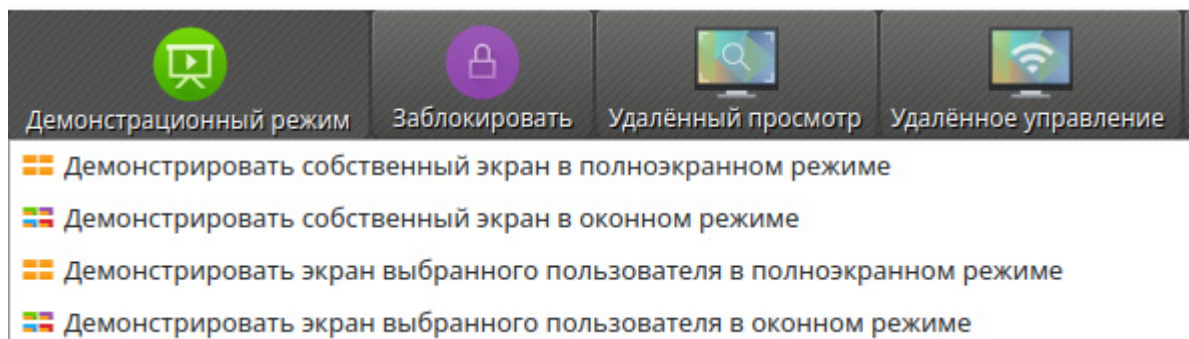 Демонстрационный режим Заблокировать Удалённый просмотр Удалённое управление
Демонстрировать собственный экран в полноэкранном режиме
Демонстрировать собственный экран в оконном режиме
Демонстрировать экран выбранного пользователя в полноэкранном режиме
Демонстрировать экран выбранного пользователя в оконном режиме